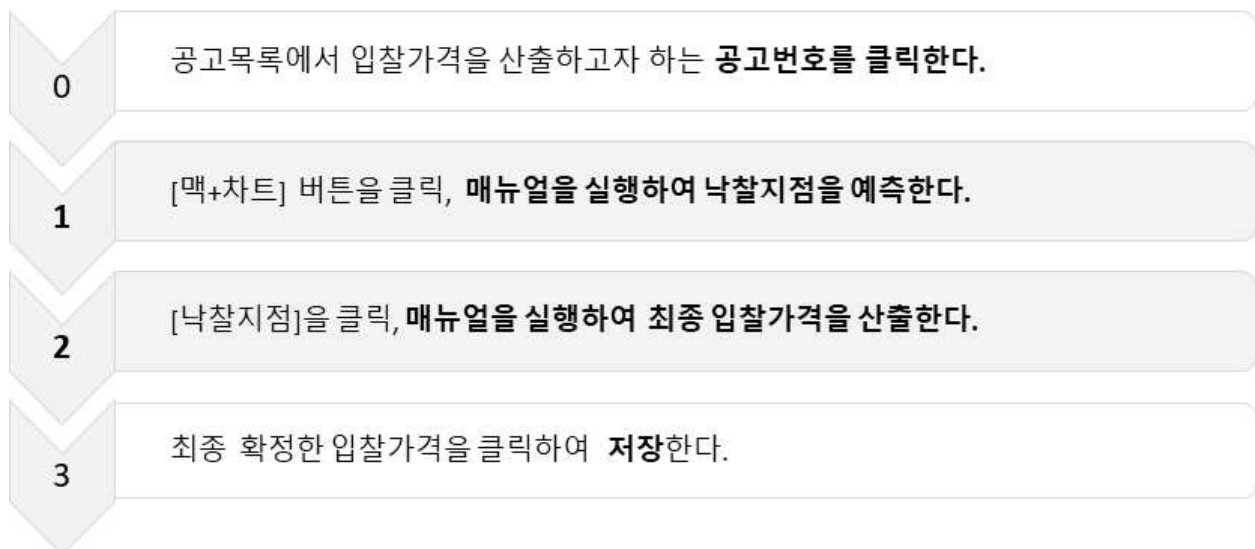 0
공고목록에서 입찰가격을 산출하고자 하는 공고번호를 클릭한다.
1
[맥+차트] 버튼을 클릭, 매뉴얼을 실행하여 낙찰지점을 예측한다.
2
[낙찰지점]을 클릭, 매뉴얼을 실행하여 최종 입찰가격을 산출한다.
3
최종 확정한 입찰가격을 클릭하여 저장한다.